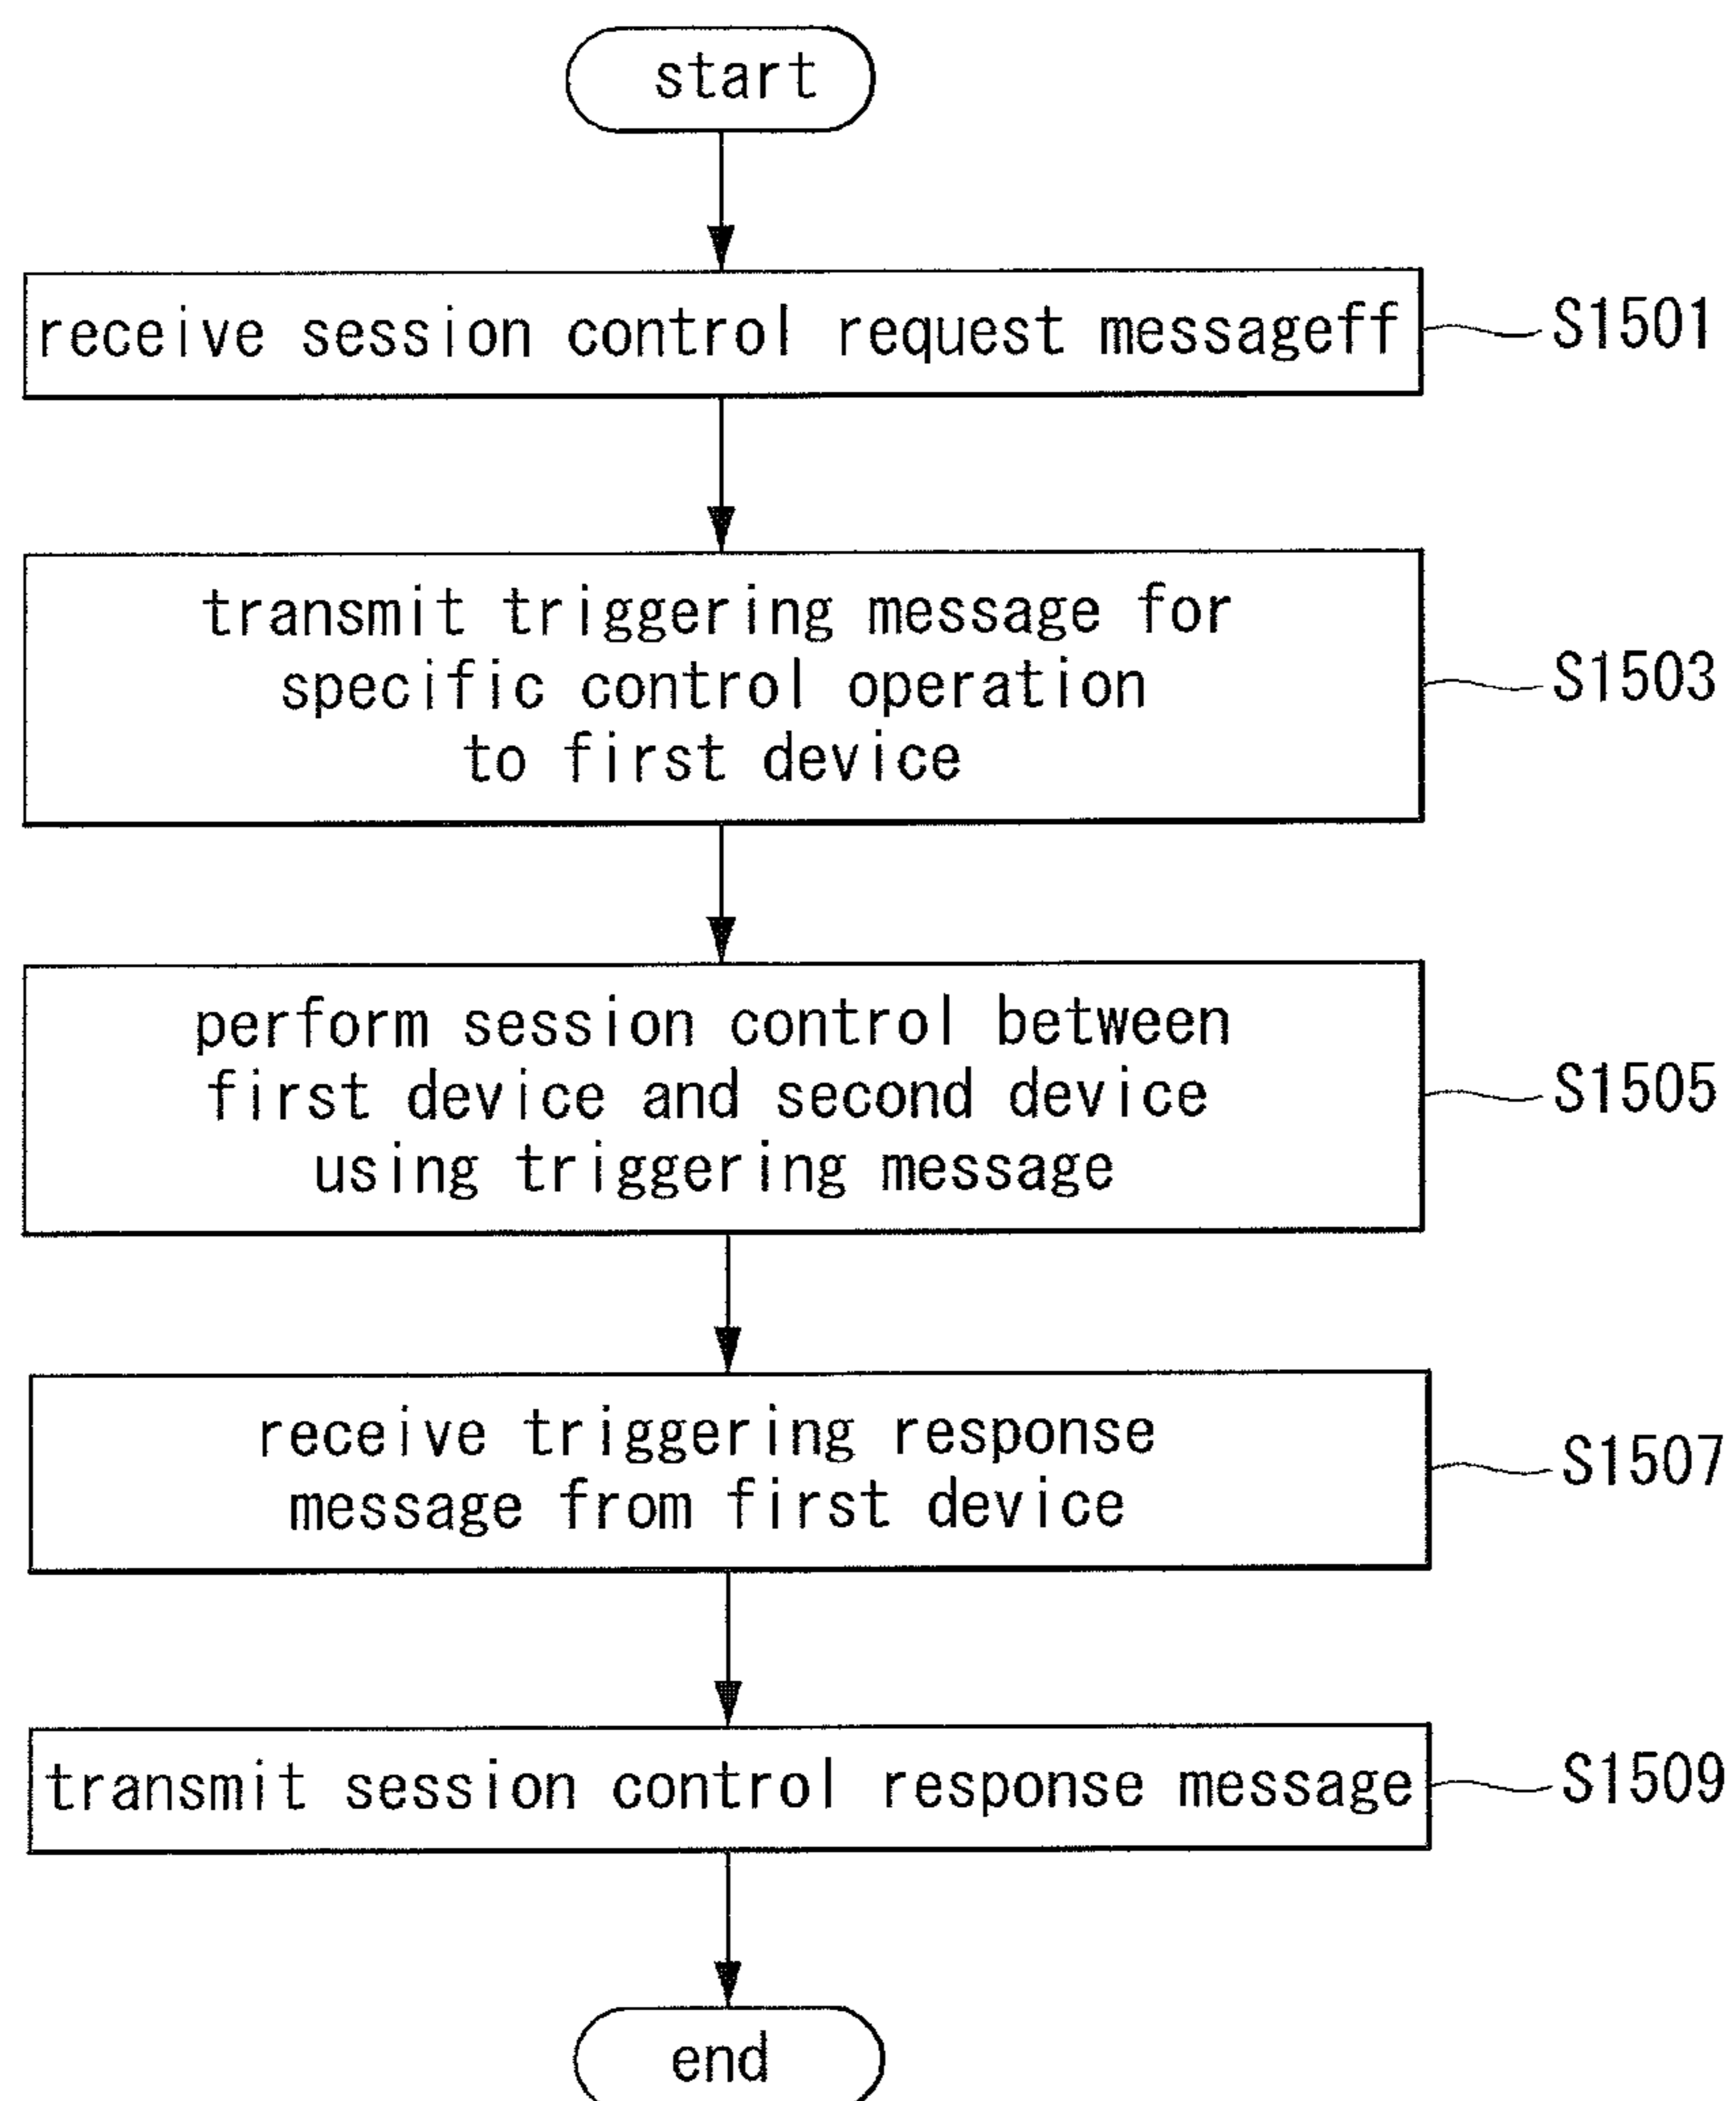 start
receive session control request messageff
S1501
transmit triggering message for
specific control operation
to first device
S1503
perform session control between
first device and second device
using triggering message
S1505
receive triggering response
message from first device
S1507
transmit session control response message
S1509
end